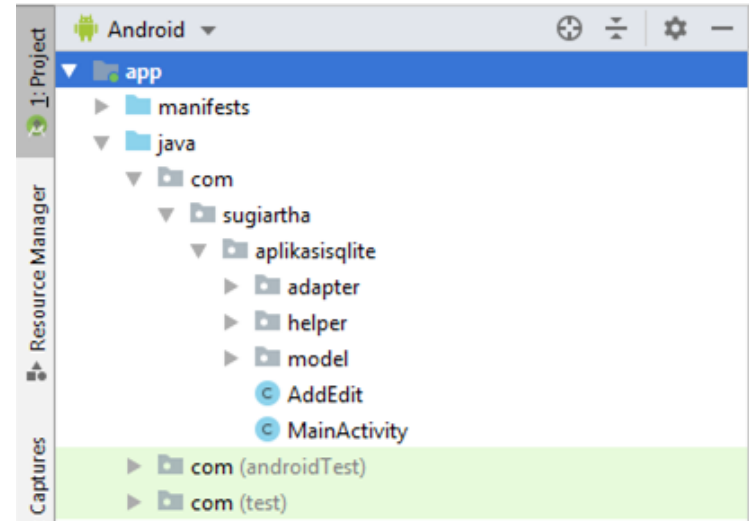 Android
app
manifests
java
com
sugiartha
aplikasisqlite
adapter
helper
model
AddEdit
MainActivity
com (androidTest)
com (test)
1: Project
Resource Manager
Captures